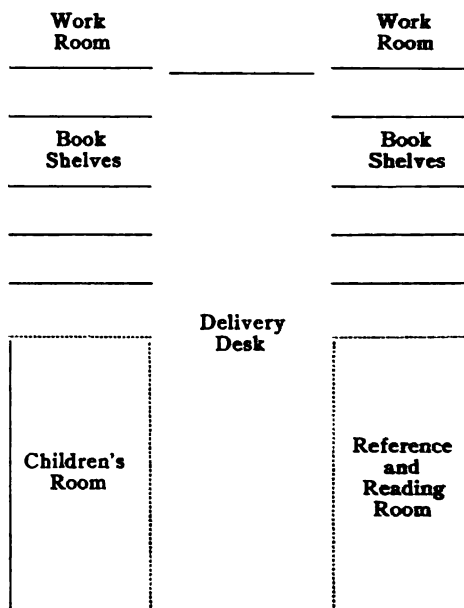 Work
Room
Work
Room
Book
Shelves
Book
Shelves
Delivery
Desk
Children's
Room
Reference
and
Reading
Room